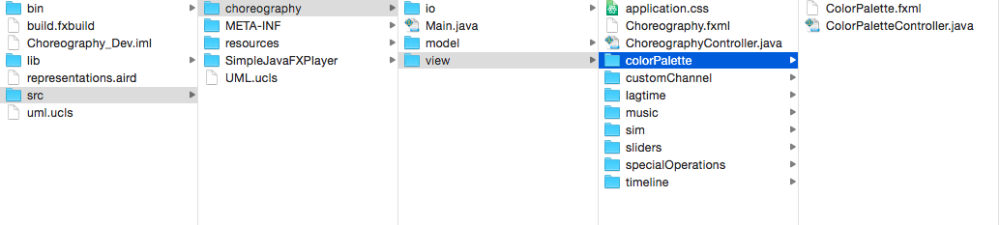 bin
build.fxbuild
Choreography_Dev.iml
lib
representations.aird
src
uml.ucls
choreography
META-INF
resources
SimpleJavaFXPlayer
UML.ucls
io
Main.java
model
view
application.css
Choreography.fxml
ChoreographyController.java
colorPalette
customChannel
lagtime
music
sim
sliders
specialOperations
timeline
ColorPalette.fxml
ColorPaletteController.java